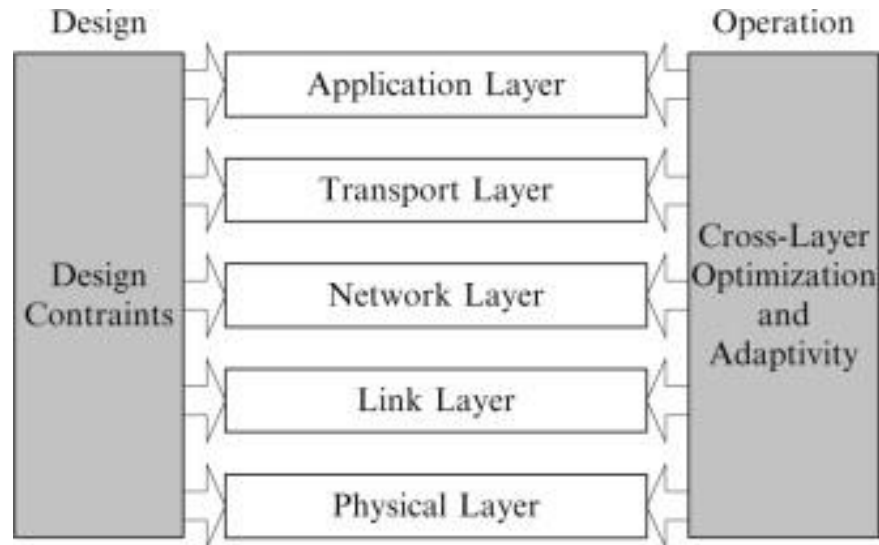 Design
Operation
Application Layer
Transport Layer
Design
Contraints
Network Layer
Cross-Layer
Optimization
and
Adaptivity
Link Layer
Physical Layer